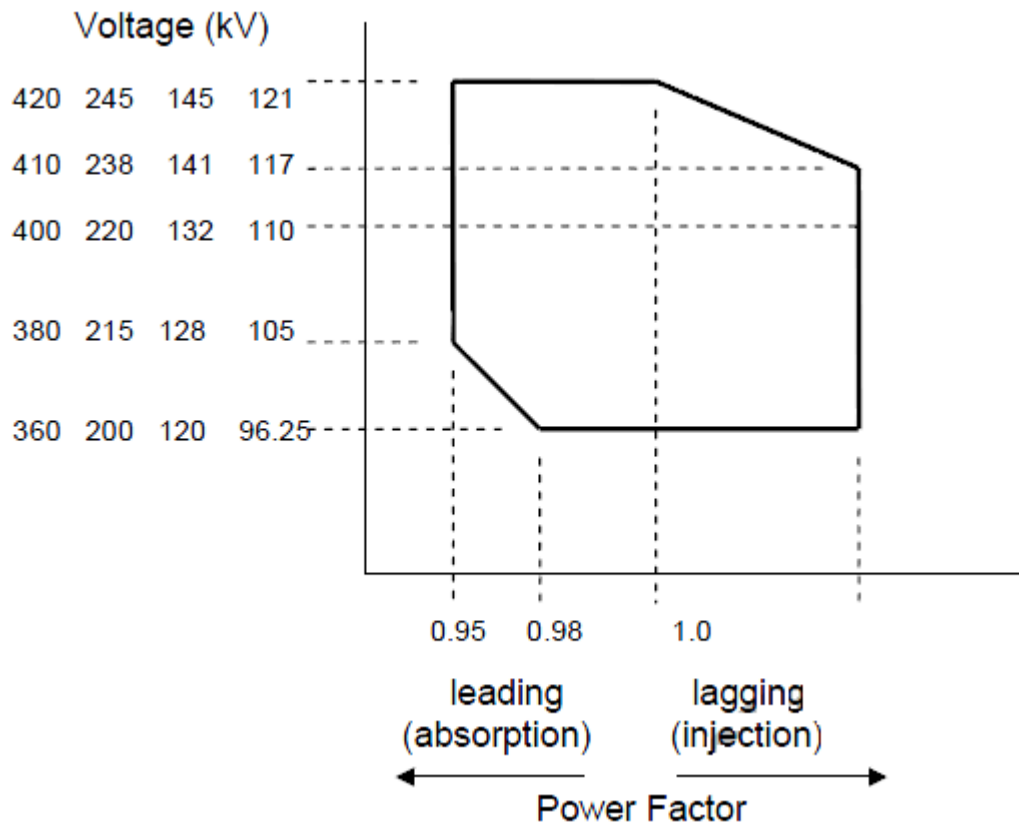 Voltage (kV)
420 245 145 121
410 238 141 117
400 220 132 110
380 215 128 105
360 200 120 96.25
0.95 0.98 1.0
leading lagging
(absorption) (injection)
Power Factor